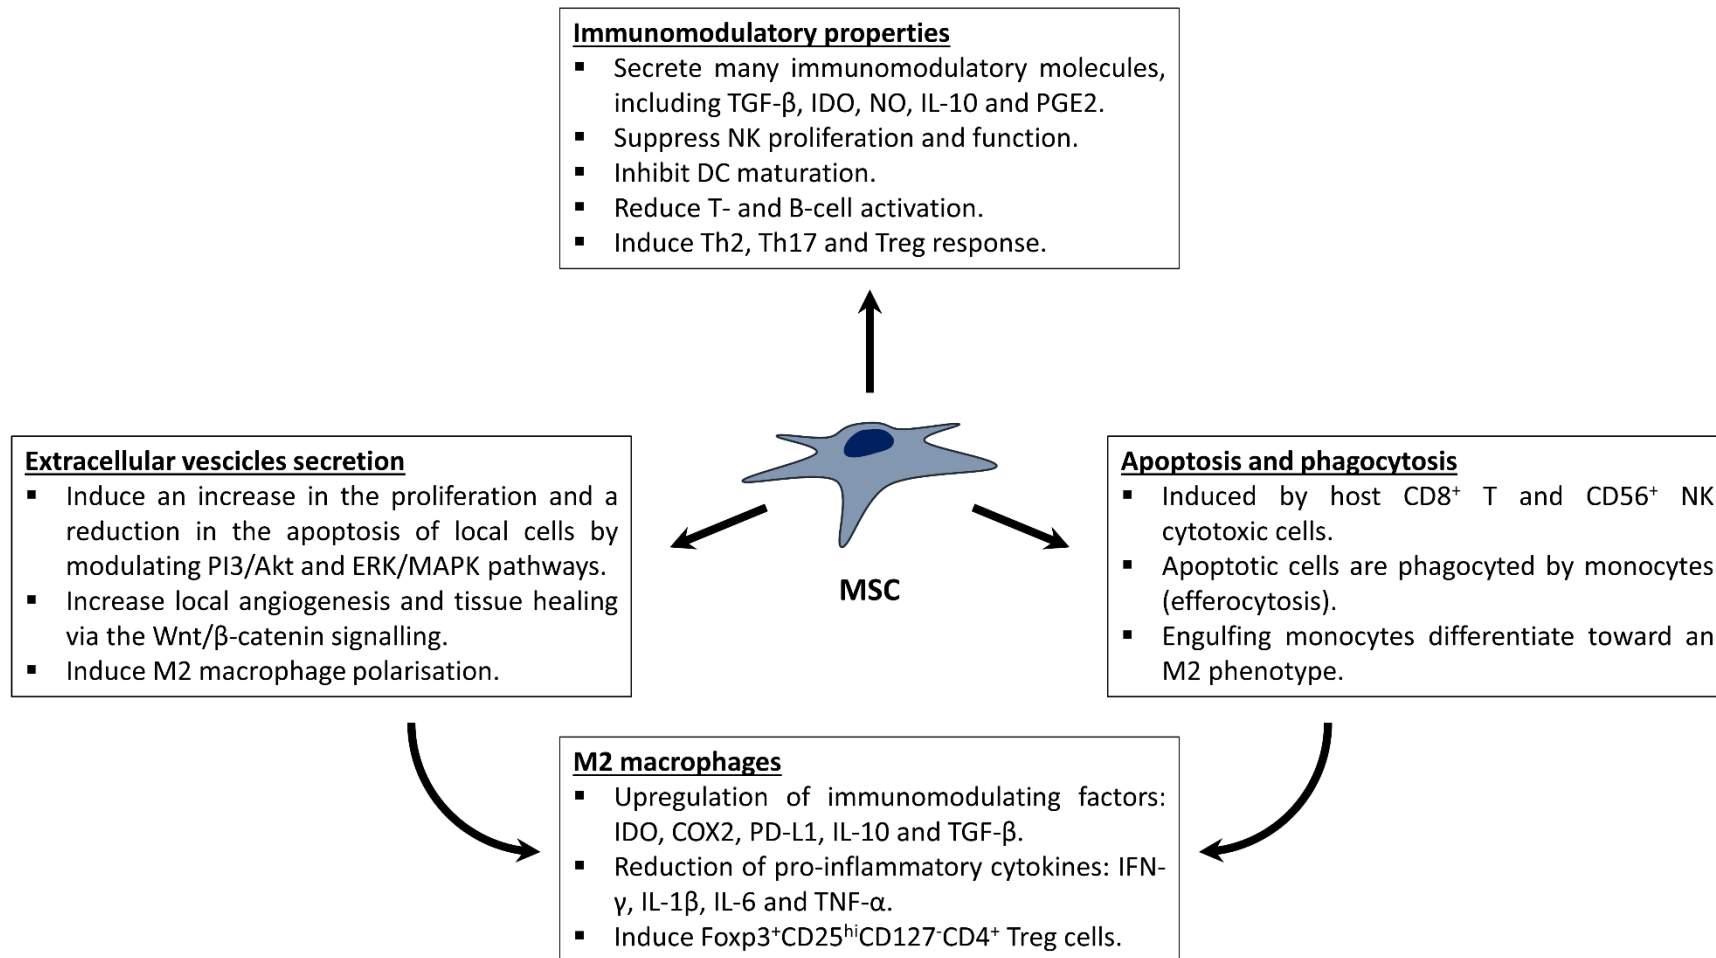 Immunomodulatory properties
▪ Secrete many immunomodulatory molecules,
including TGF-β, IDO, NO, IL-10 and PGE2.
▪ Suppress NK proliferation and function.
▪ Inhibit DC maturation.
▪ Reduce T- and B-cell activation.
▪ Induce Th2, Th17 and Treg response.
Extracellular vescicles secretion
▪ Induce an increase in the proliferation and a
reduction in the apoptosis of local cells by
modulating PI3/Akt and ERK/MAPK pathways.
▪ Increase local angiogenesis and tissue healing
via the Wnt/β-catenin signalling.
▪ Induce M2 macrophage polarisation.
MSC
Apoptosis and phagocytosis
▪ Induced by host CD8⁺ T and CD56⁺ NK
cytotoxic cells.
▪ Apoptotic cells are phagocyted by monocytes
(efferocytosis).
▪ Engulfing monocytes differentiate toward an
M2 phenotype.
M2 macrophages
▪ Upregulation of immunomodulating factors:
IDO, COX2, PD-L1, IL-10 and TGF-β.
▪ Reduction of pro-inflammatory cytokines: IFN-
γ, IL-1β, IL-6 and TNF-α.
▪ Induce Foxp3⁺CD25ʰⁱCD127⁻CD4⁺ Treg cells.